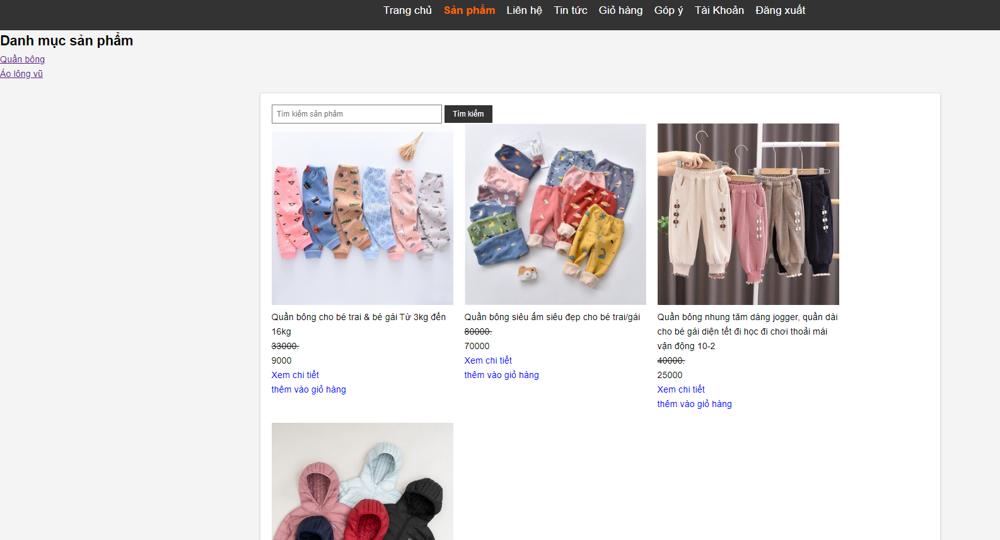 Trang chủ Sản phẩm Liên hệ Tin tức Giỏ hàng Góp ý Tài Khoản Đăng xuất
Danh mục sản phẩm
Quần bông
Áo lông vũ
Tìm kiếm sản phẩm Tìm kiếm
Quần bông cho bé trai & bé gái Từ 3kg đến
16kg
33000.
9000
Xem chi tiết
thêm vào giỏ hàng
Quần bông siêu ấm siêu đẹp cho bé trai/gái
80000.
70000
Xem chi tiết
thêm vào giỏ hàng
Quần bông nhung tăm dáng jogger, quần dài
cho bé gái diện tết đi học đi chơi thoải mái
vận động 10-2
40000.
25000
Xem chi tiết
thêm vào giỏ hàng